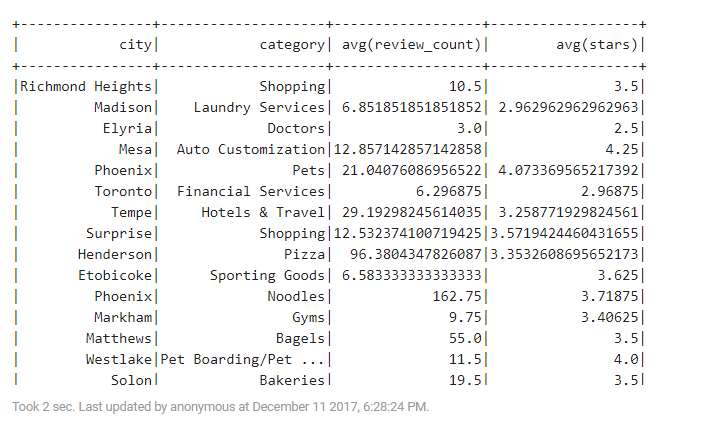 +----------------+--------------------+------------------+------------------+
|            city|            category| avg(review_count)|        avg(stars)|
+----------------+--------------------+------------------+------------------+
|Richmond Heights|            Shopping|              10.5|               3.5|
|         Madison|    Laundry Services| 6.851851851851852| 2.962962962962963|
|          Elyria|             Doctors|               3.0|               2.5|
|            Mesa|  Auto Customization|12.857142857142858|              4.25|
|         Phoenix|                Pets| 21.04076086956522| 4.073369565217392|
|         Toronto|  Financial Services|          6.296875|           2.96875|
|           Tempe|     Hotels & Travel| 29.19298245614035| 3.258771929824561|
|        Surprise|            Shopping|12.532374100719425|3.5719424460431655|
|       Henderson|               Pizza|  96.3804347826087|3.3532608695652173|
|       Etobicoke|      Sporting Goods| 6.583333333333333|             3.625|
|         Phoenix|             Noodles|            162.75|           3.71875|
|         Markham|                Gyms|              9.75|           3.40625|
|        Matthews|              Bagels|              55.0|               3.5|
|        Westlake|Pet Boarding/Pet ...|              11.5|               4.0|
|           Solon|            Bakeries|              19.5|               3.5|
Took 2 sec. Last updated by anonymous at December 11 2017, 6:28:24 PM.